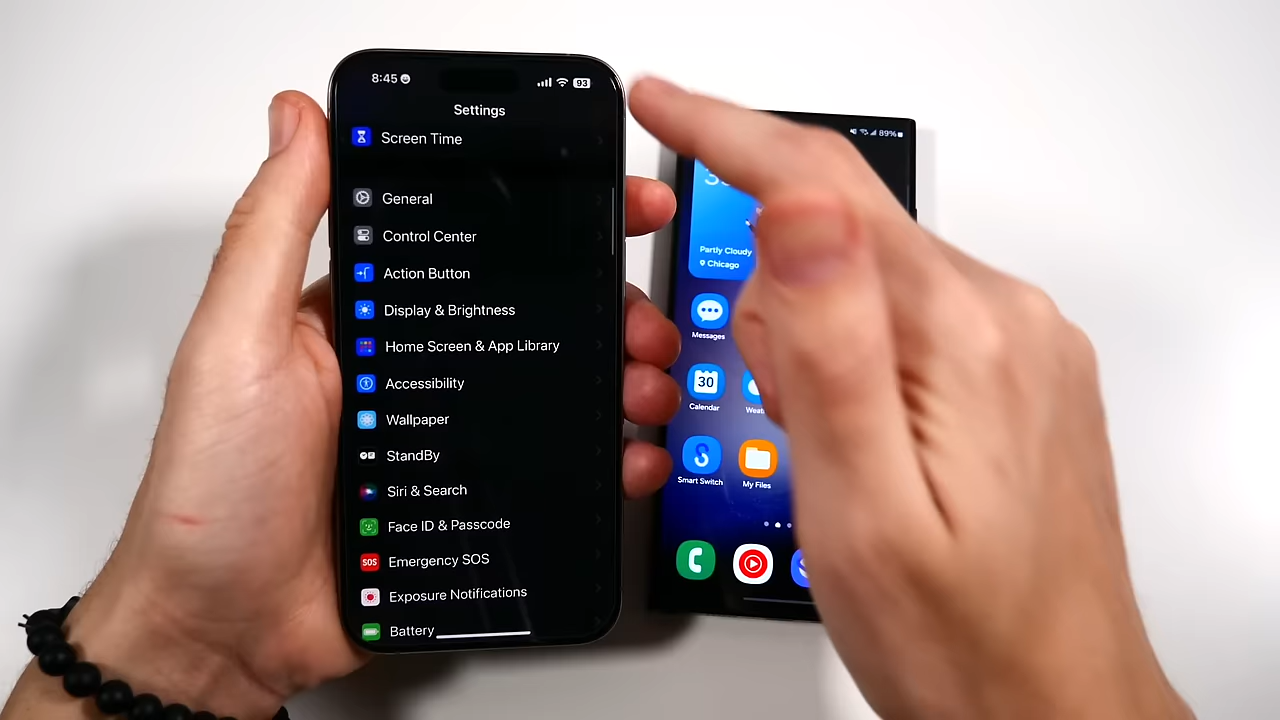 8:45
93
Settings
Screen Time
General
Control Center
Action Button
Display & Brightness
Home Screen & App Library
Accessibility
Wallpaper
StandBy
Siri & Search
Face ID & Passcode
SOS
Emergency SOS
Exposure Notifications
Battery
89%
Partly Cloudy
Chicago
Messages
30
Calendar
Smart Switch
My Files